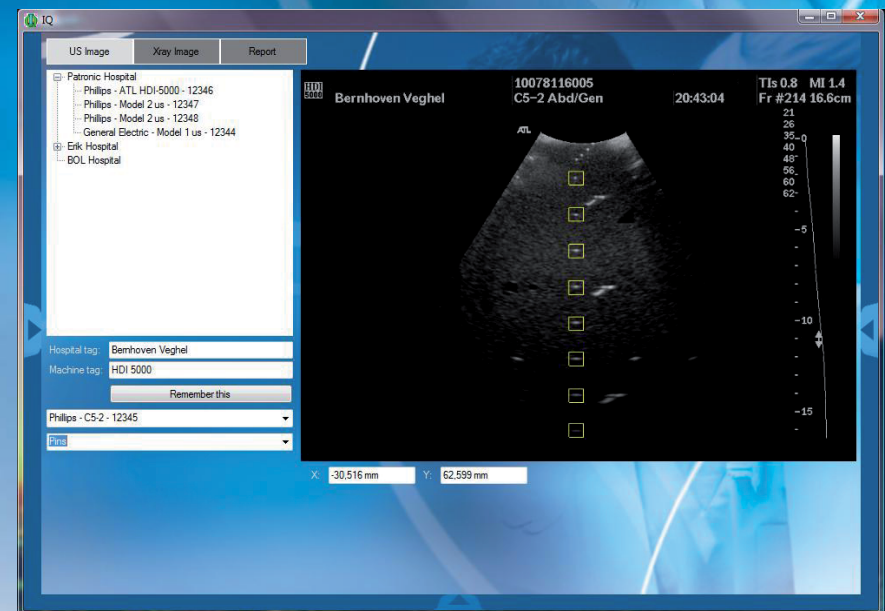 IQ
US Image Xray Image Report
Patronic Hospital
Phillips - ATL HDI-5000 - 12346
Phillips - Model 2 us - 12347
Phillips - Model 2 us - 12348
General Electric - Model 1 us - 12344
Erik Hospital
BOL Hospital
Hospital tag: Bernhoven Veghel
Machine tag: HDI 5000
Remember this
Phillips - C5-2 - 12345
Pins
HDI
5000
Bernhoven Veghel
10078116005
C5-2 Abd/Gen
20:43:04
TIs 0.8 MI 1.4
Fr #214 16.6cm
21
26
35
40
48
56
60
62
ATL
0
-5
-10
-15
X: -30,516 mm Y: 62,599 mm